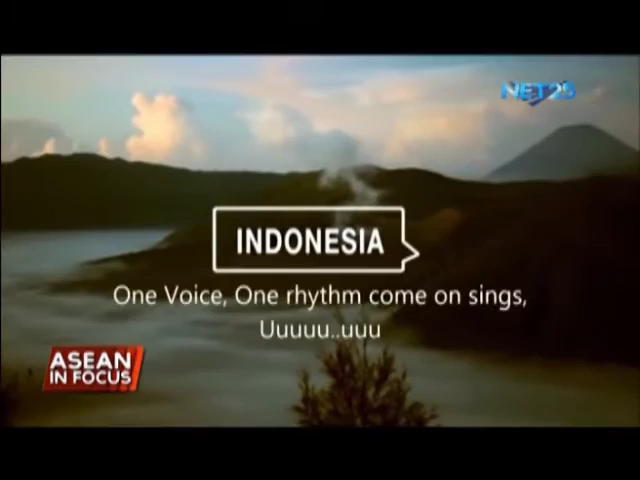 NET25
INDONESIA
One Voice, One rhythm come on sings,
Uuuuu..uuu
ASEAN
IN FOCUS